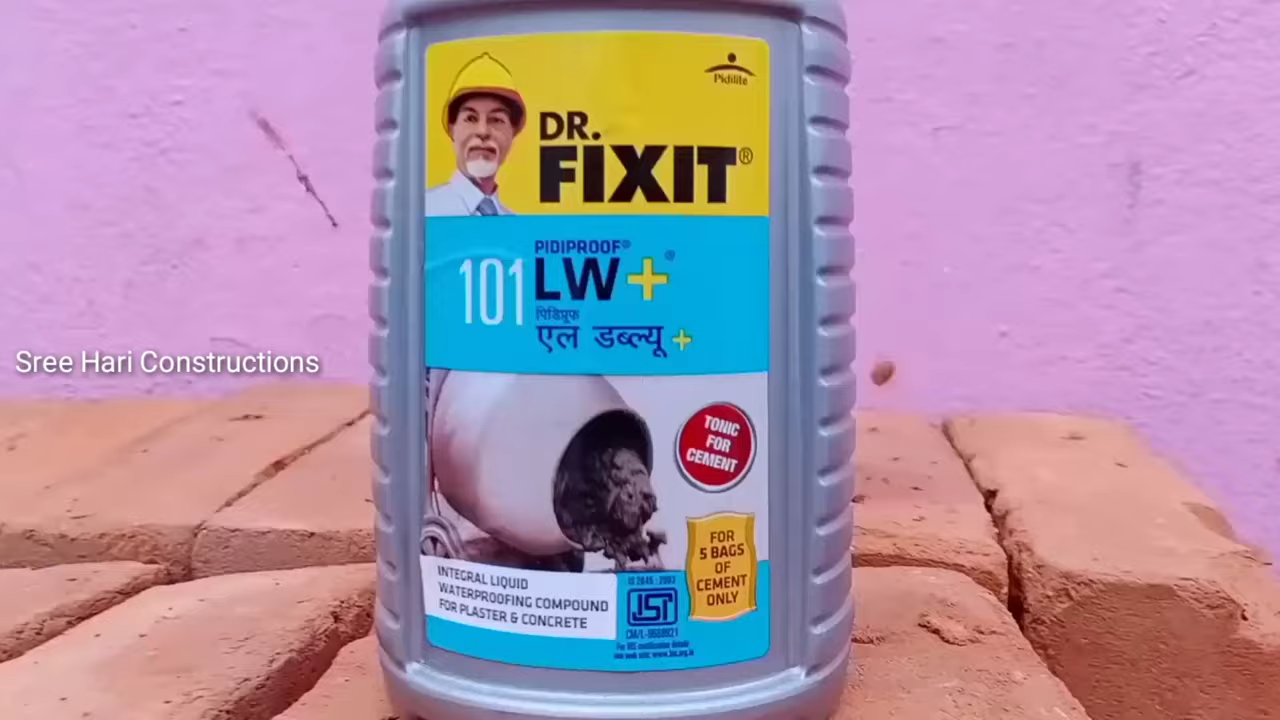 Pidilite
DR.
FIXIT®
PIDIPROOF®
101 LW+®
पिडिप्रूफ
एल डब्ल्यू +
Sree Hari Constructions
TONIC
FOR
CEMENT
FOR
5 BAGS
OF
CEMENT
ONLY
INTEGRAL LIQUID
WATERPROOFING COMPOUND
FOR PLASTER & CONCRETE
IS 2645 : 2003
ISI